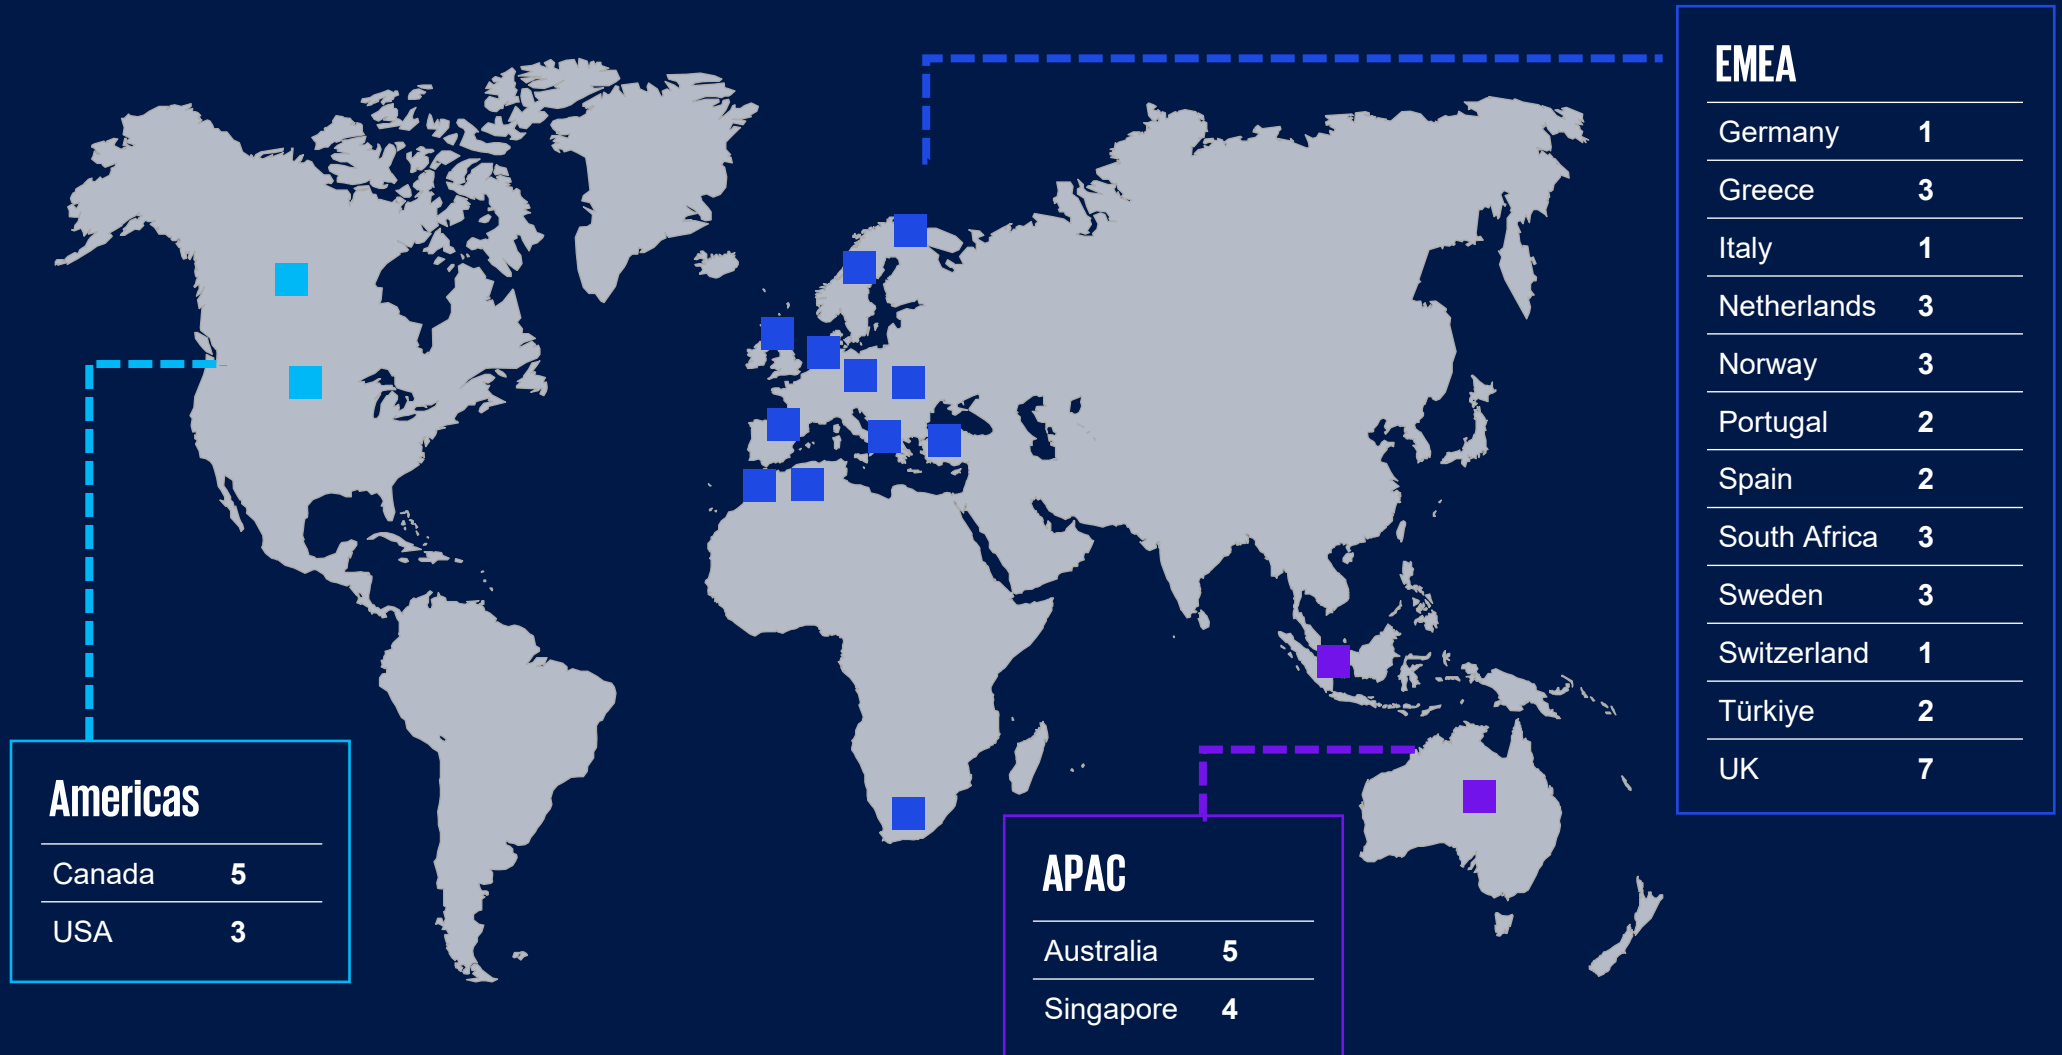 EMEA
Germany 1
Greece 3
Italy 1
Netherlands 3
Norway 3
Portugal 2
Spain 2
South Africa 3
Sweden 3
Switzerland 1
Türkiye 2
UK 7
Americas
Canada 5
USA 3
APAC
Australia 5
Singapore 4